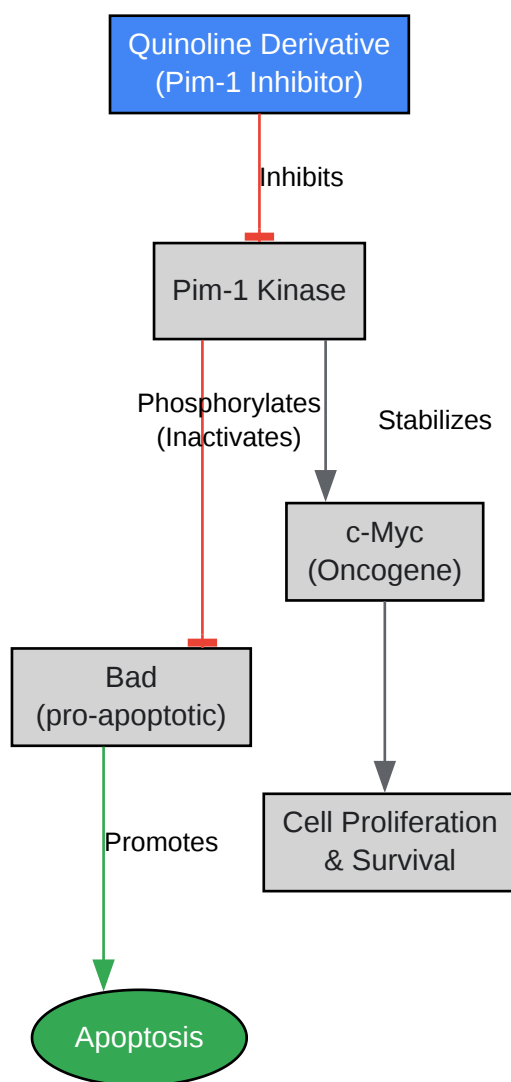 Quinoline Derivative
(Pim-1 Inhibitor)
Inhibits
Pim-1 Kinase
Phosphorylates
(Inactivates)
Stabilizes
c-Myc
(Oncogene)
Bad
(pro-apoptotic)
Cell Proliferation
& Survival
Promotes
Apoptosis